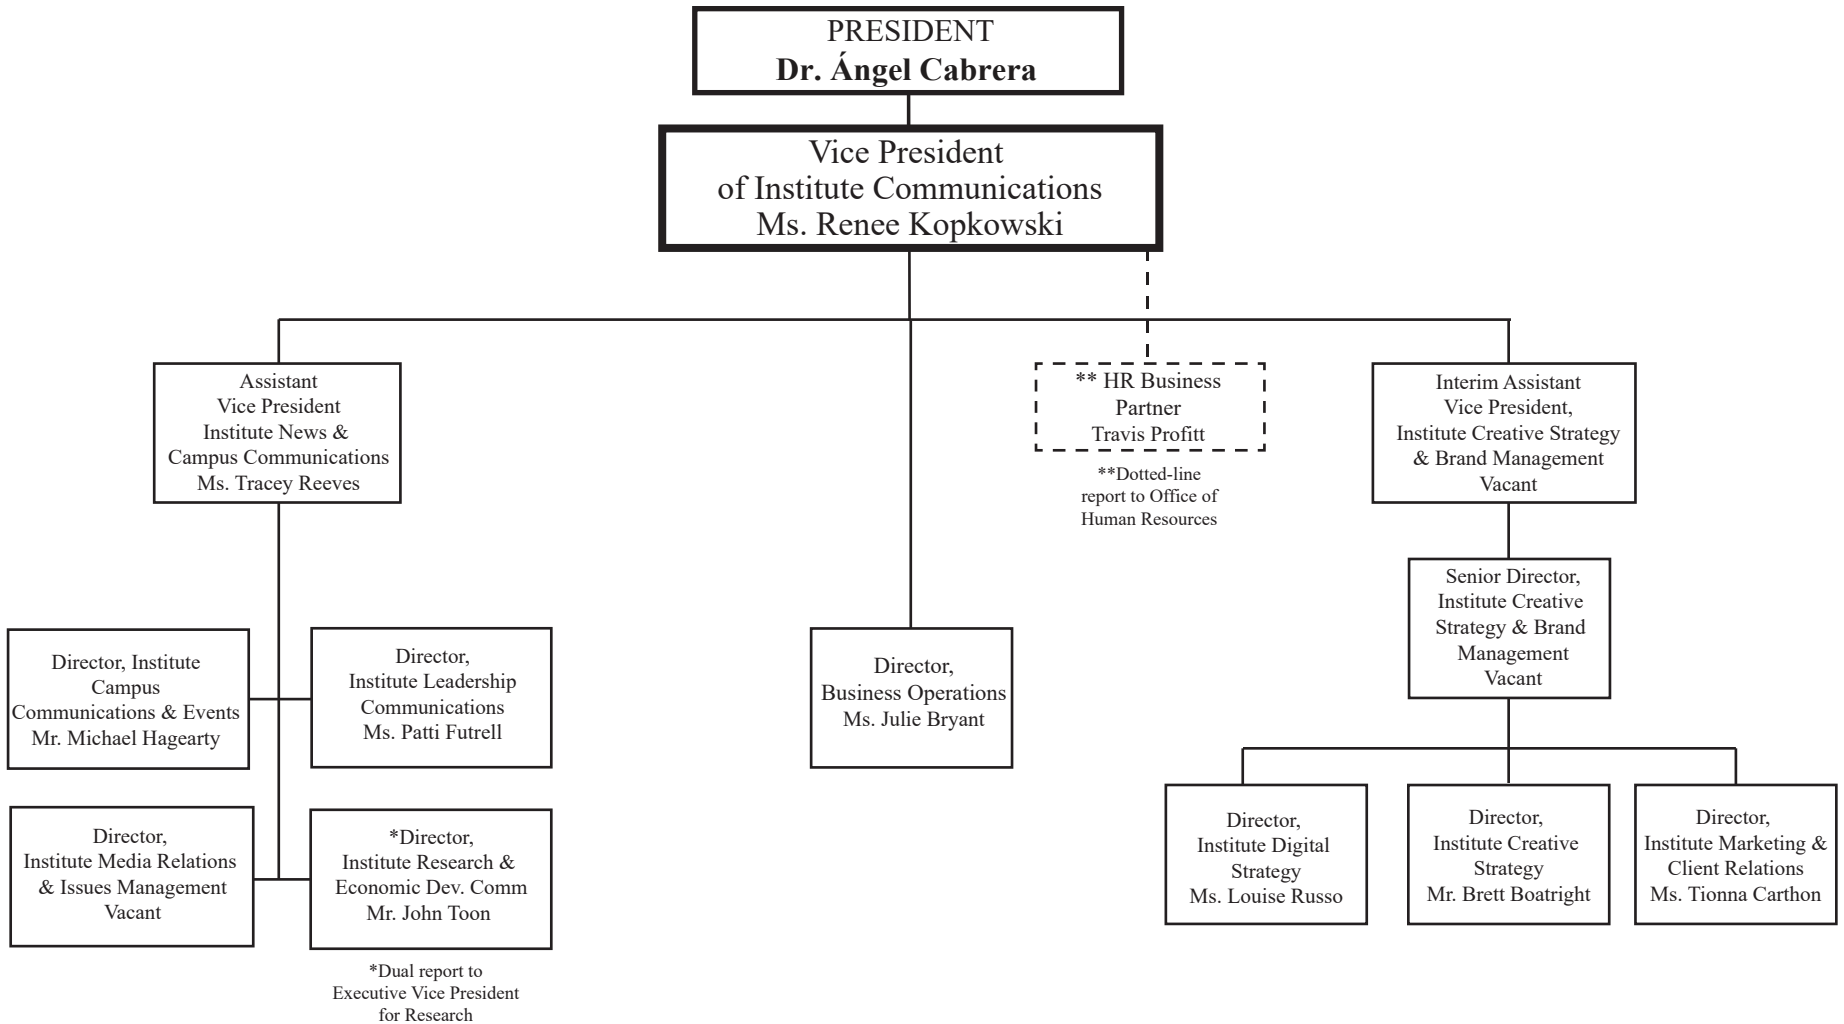 PRESIDENT
Dr. Ángel Cabrera
Vice President
of Institute Communications
Ms. Renee Kopkowski
Assistant
Vice President
Institute News &
Campus Communications
Ms. Tracey Reeves
** HR Business
Partner
Travis Profitt
**Dotted-line
report to Office of
Human Resources
Interim Assistant
Vice President,
Institute Creative Strategy
& Brand Management
Vacant
Senior Director,
Institute Creative
Strategy & Brand
Management
Vacant
Director, Institute
Campus
Communications & Events
Mr. Michael Hagearty
Director,
Institute Leadership
Communications
Ms. Patti Futrell
Director,
Business Operations
Ms. Julie Bryant
Director,
Institute Media Relations
& Issues Management
Vacant
*Director,
Institute Research &
Economic Dev. Comm
Mr. John Toon
*Dual report to
Executive Vice President
for Research
Director,
Institute Digital
Strategy
Ms. Louise Russo
Director,
Institute Creative
Strategy
Mr. Brett Boatright
Director,
Institute Marketing &
Client Relations
Ms. Tionna Carthon